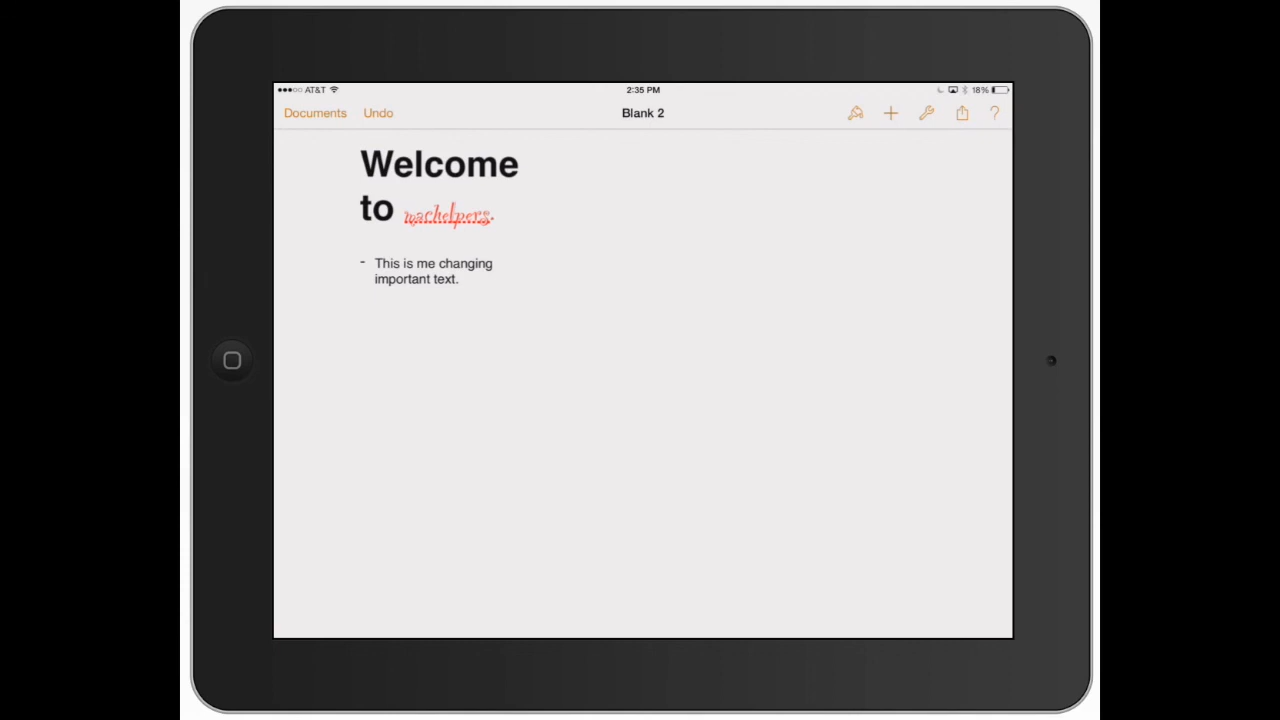 AT&T 2:35 PM 18%
Documents Undo Blank 2 + ?
Welcome
to machelpers.
- This is me changing
important text.